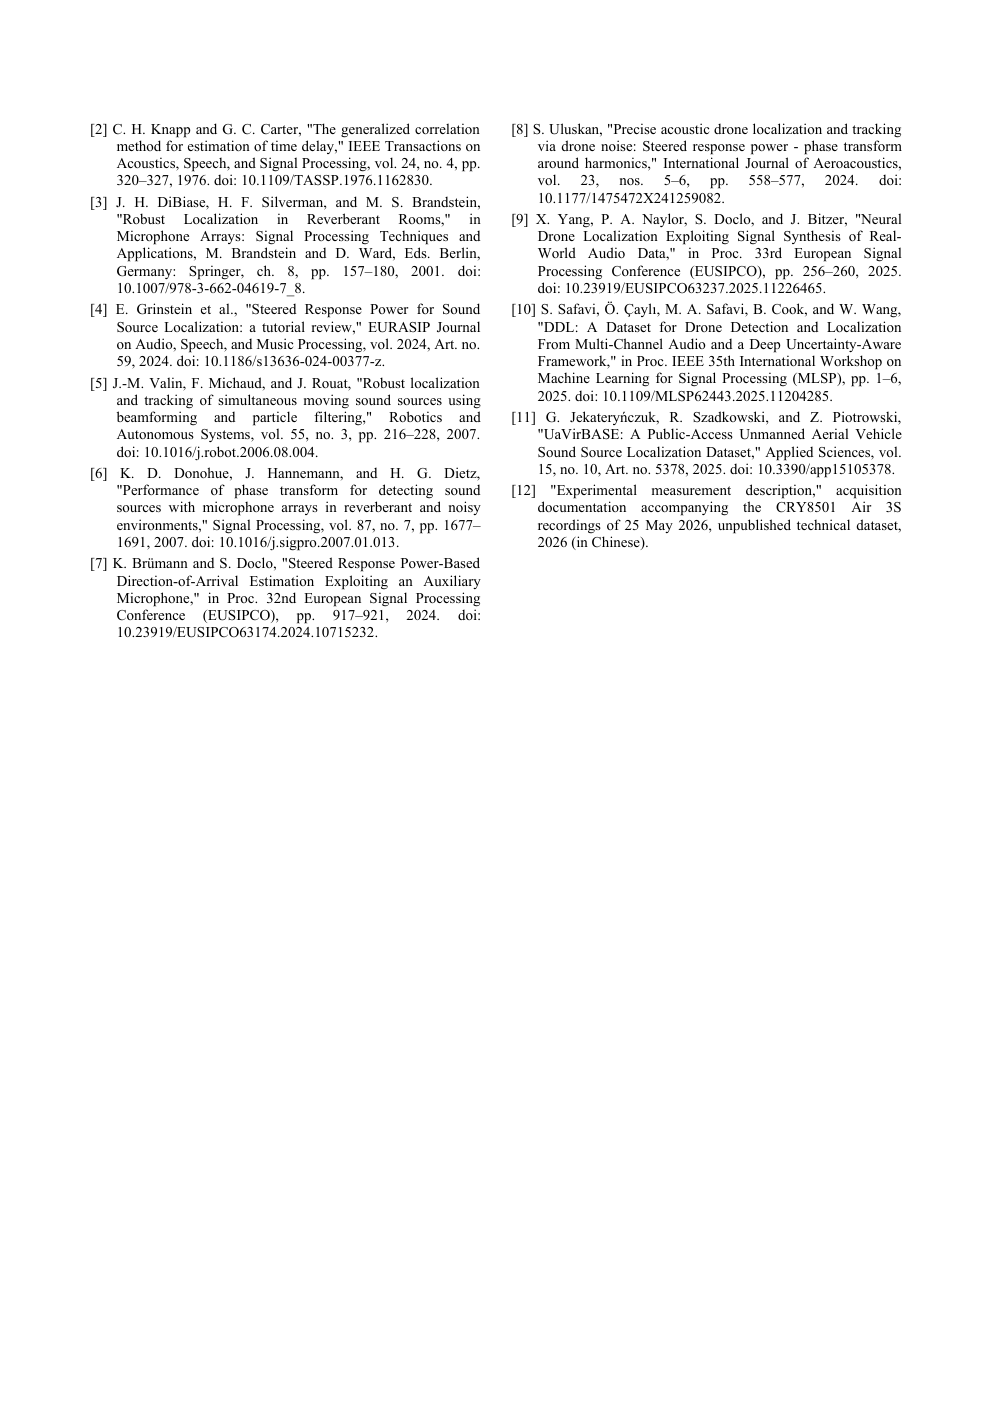 [2] C. H. Knapp and G. C. Carter, "The generalized correlation
method for estimation of time delay," IEEE Transactions on
Acoustics, Speech, and Signal Processing, vol. 24, no. 4, pp.
320–327, 1976. doi: 10.1109/TASSP.1976.1162830.
[3] J. H. DiBiase, H. F. Silverman, and M. S. Brandstein,
"Robust Localization in Reverberant Rooms," in
Microphone Arrays: Signal Processing Techniques and
Applications, M. Brandstein and D. Ward, Eds. Berlin,
Germany: Springer, ch. 8, pp. 157–180, 2001. doi:
10.1007/978-3-662-04619-7_8.
[4] E. Grinstein et al., "Steered Response Power for Sound
Source Localization: a tutorial review," EURASIP Journal
on Audio, Speech, and Music Processing, vol. 2024, Art. no.
59, 2024. doi: 10.1186/s13636-024-00377-z.
[5] J.-M. Valin, F. Michaud, and J. Rouat, "Robust localization
and tracking of simultaneous moving sound sources using
beamforming and particle filtering," Robotics and
Autonomous Systems, vol. 55, no. 3, pp. 216–228, 2007.
doi: 10.1016/j.robot.2006.08.004.
[6] K. D. Donohue, J. Hannemann, and H. G. Dietz,
"Performance of phase transform for detecting sound
sources with microphone arrays in reverberant and noisy
environments," Signal Processing, vol. 87, no. 7, pp. 1677–
1691, 2007. doi: 10.1016/j.sigpro.2007.01.013.
[7] K. Brümann and S. Doclo, "Steered Response Power-Based
Direction-of-Arrival Estimation Exploiting an Auxiliary
Microphone," in Proc. 32nd European Signal Processing
Conference (EUSIPCO), pp. 917–921, 2024. doi:
10.23919/EUSIPCO63174.2024.10715232.
[8] S. Uluskan, "Precise acoustic drone localization and tracking
via drone noise: Steered response power - phase transform
around harmonics," International Journal of Aeroacoustics,
vol. 23, nos. 5–6, pp. 558–577, 2024. doi:
10.1177/1475472X241259082.
[9] X. Yang, P. A. Naylor, S. Doclo, and J. Bitzer, "Neural
Drone Localization Exploiting Signal Synthesis of Real-
World Audio Data," in Proc. 33rd European Signal
Processing Conference (EUSIPCO), pp. 256–260, 2025.
doi: 10.23919/EUSIPCO63237.2025.11226465.
[10] S. Safavi, Ö. Çaylı, M. A. Safavi, B. Cook, and W. Wang,
"DDL: A Dataset for Drone Detection and Localization
From Multi-Channel Audio and a Deep Uncertainty-Aware
Framework," in Proc. IEEE 35th International Workshop on
Machine Learning for Signal Processing (MLSP), pp. 1–6,
2025. doi: 10.1109/MLSP62443.2025.11204285.
[11] G. Jekateryńczuk, R. Szadkowski, and Z. Piotrowski,
"UaVirBASE: A Public-Access Unmanned Aerial Vehicle
Sound Source Localization Dataset," Applied Sciences, vol.
15, no. 10, Art. no. 5378, 2025. doi: 10.3390/app15105378.
[12] "Experimental measurement description," acquisition
documentation accompanying the CRY8501 Air 3S
recordings of 25 May 2026, unpublished technical dataset,
2026 (in Chinese).